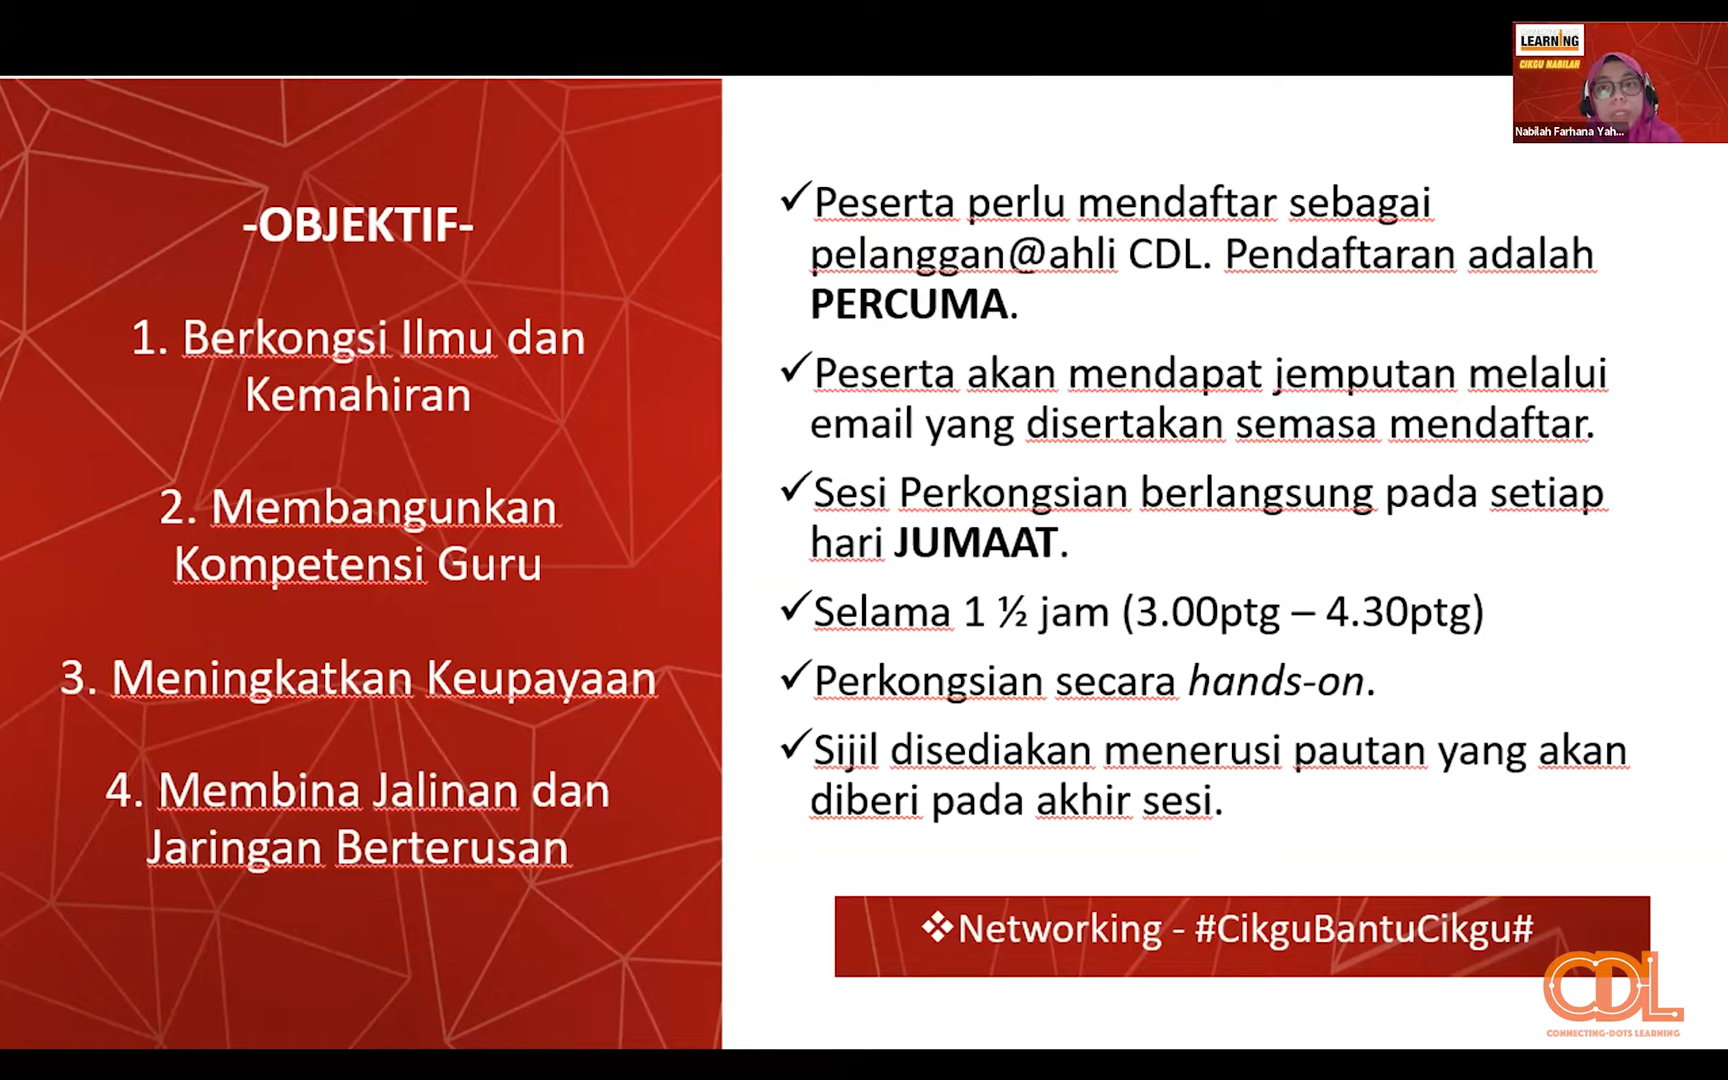 -OBJEKTIF-
1. Berkongsi Ilmu dan
Kemahiran
2. Membangunkan
Kompetensi Guru
3. Meningkatkan Keupayaan
4. Membina Jalinan dan
Jaringan Berterusan
✓Peserta perlu mendaftar sebagai
pelanggan@ahli CDL. Pendaftaran adalah
PERCUMA.
✓Peserta akan mendapat jemputan melalui
email yang disertakan semasa mendaftar.
✓Sesi Perkongsian berlangsung pada setiap
hari JUMAAT.
✓Selama 1 ½ jam (3.00ptg – 4.30ptg)
✓Perkongsian secara hands-on.
✓Sijil disediakan menerusi pautan yang akan
diberi pada akhir sesi.
❖Networking - #CikguBantuCikgu#
CDL
CONNECTING-DOTS LEARNING
LEARNING
CIKGU NABILAH
Nabilah Farhana Yah...